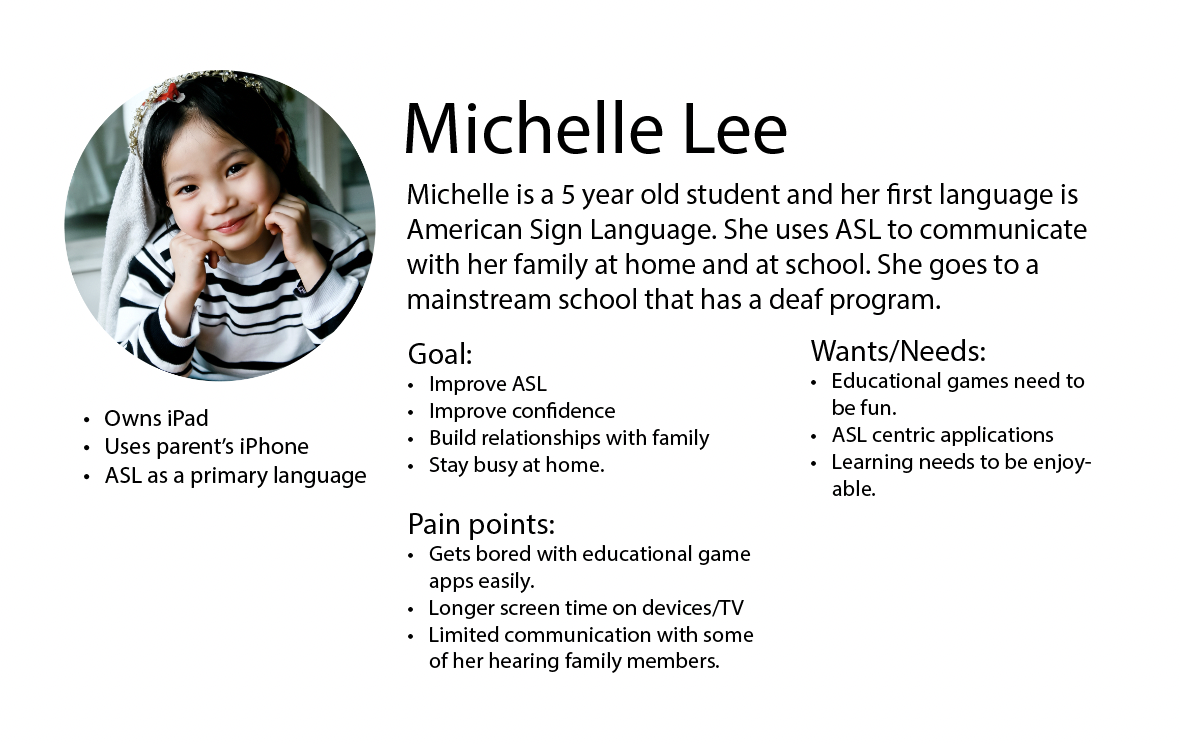 Michelle Lee
Michelle is a 5 year old student and her first language is
American Sign Language. She uses ASL to communicate
with her family at home and at school. She goes to a
mainstream school that has a deaf program.
• Owns iPad
• Uses parent’s iPhone
• ASL as a primary language
Goal:
• Improve ASL
• Improve confidence
• Build relationships with family
• Stay busy at home.
Pain points:
• Gets bored with educational game
apps easily.
• Longer screen time on devices/TV
• Limited communication with some
of her hearing family members.
Wants/Needs:
• Educational games need to
be fun.
• ASL centric applications
• Learning needs to be enjoy-
able.